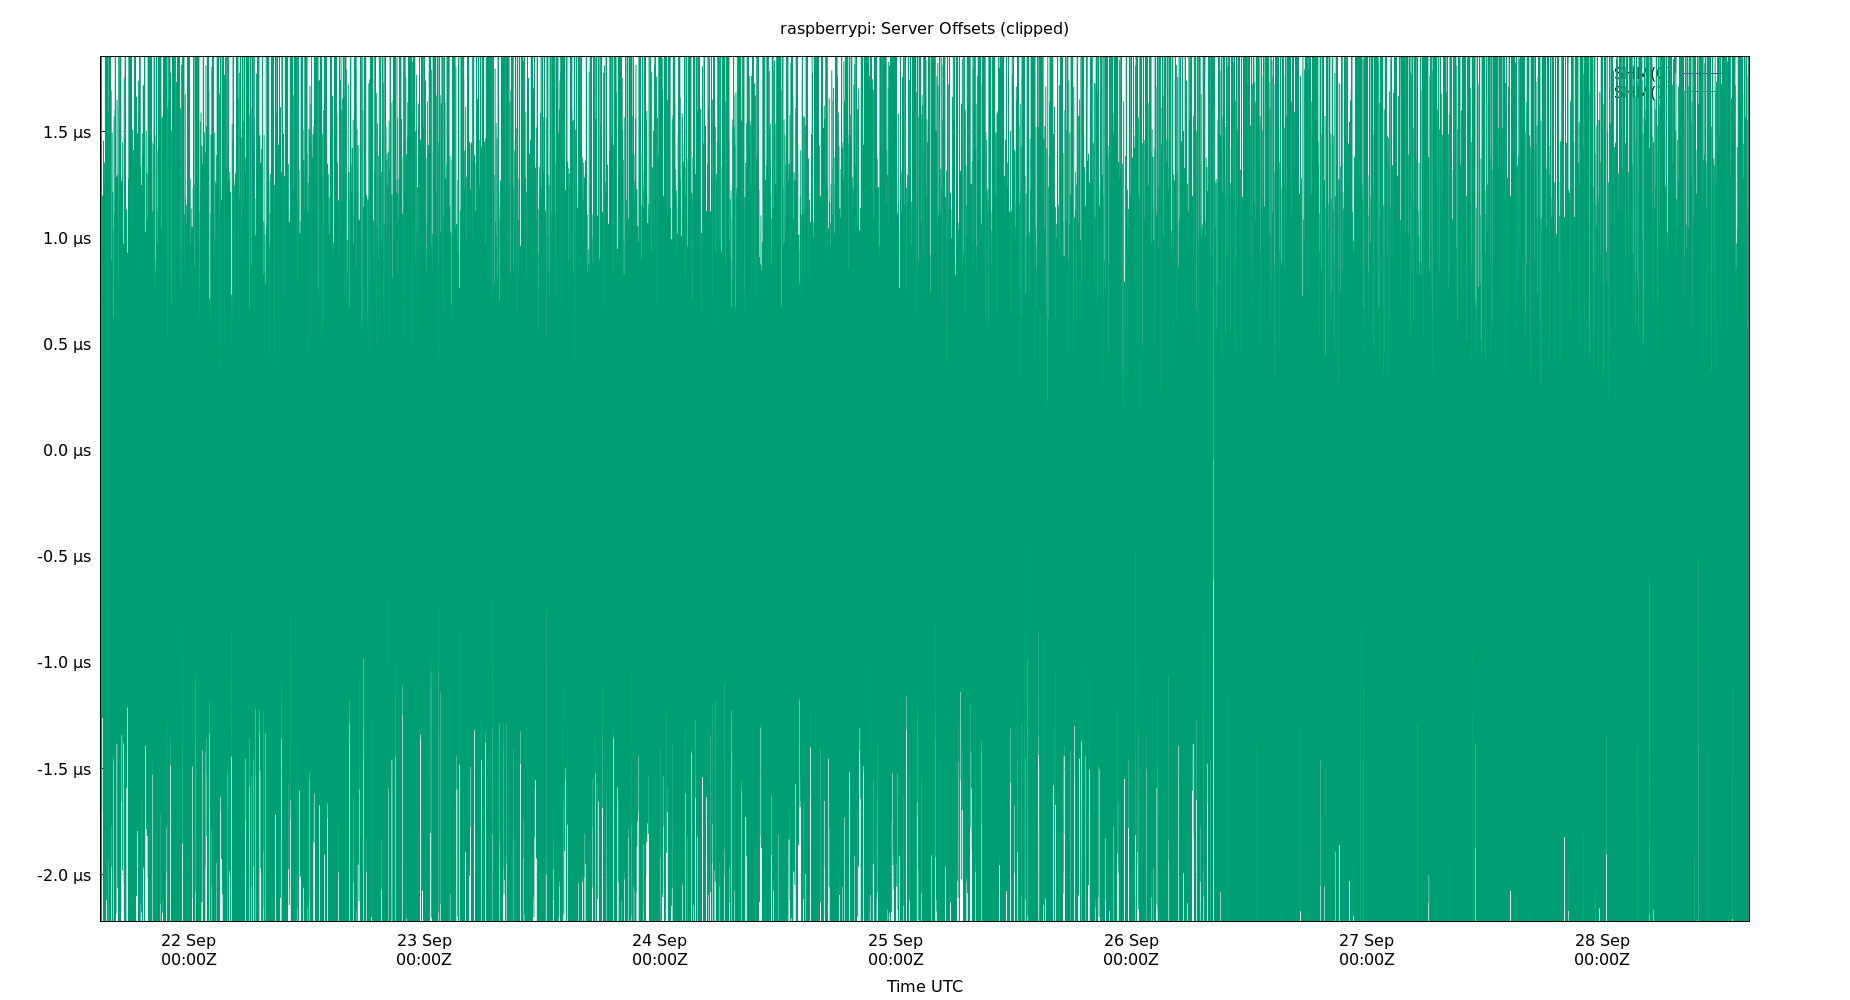 raspberrypi: Server Offsets (clipped)
1.5 µs
1.0 µs
0.5 µs
0.0 µs
-0.5 µs
-1.0 µs
-1.5 µs
-2.0 µs
22 Sep 23 Sep 24 Sep 25 Sep 26 Sep 27 Sep 28 Sep
00:00Z 00:00Z 00:00Z 00:00Z 00:00Z 00:00Z 00:00Z
Time UTC